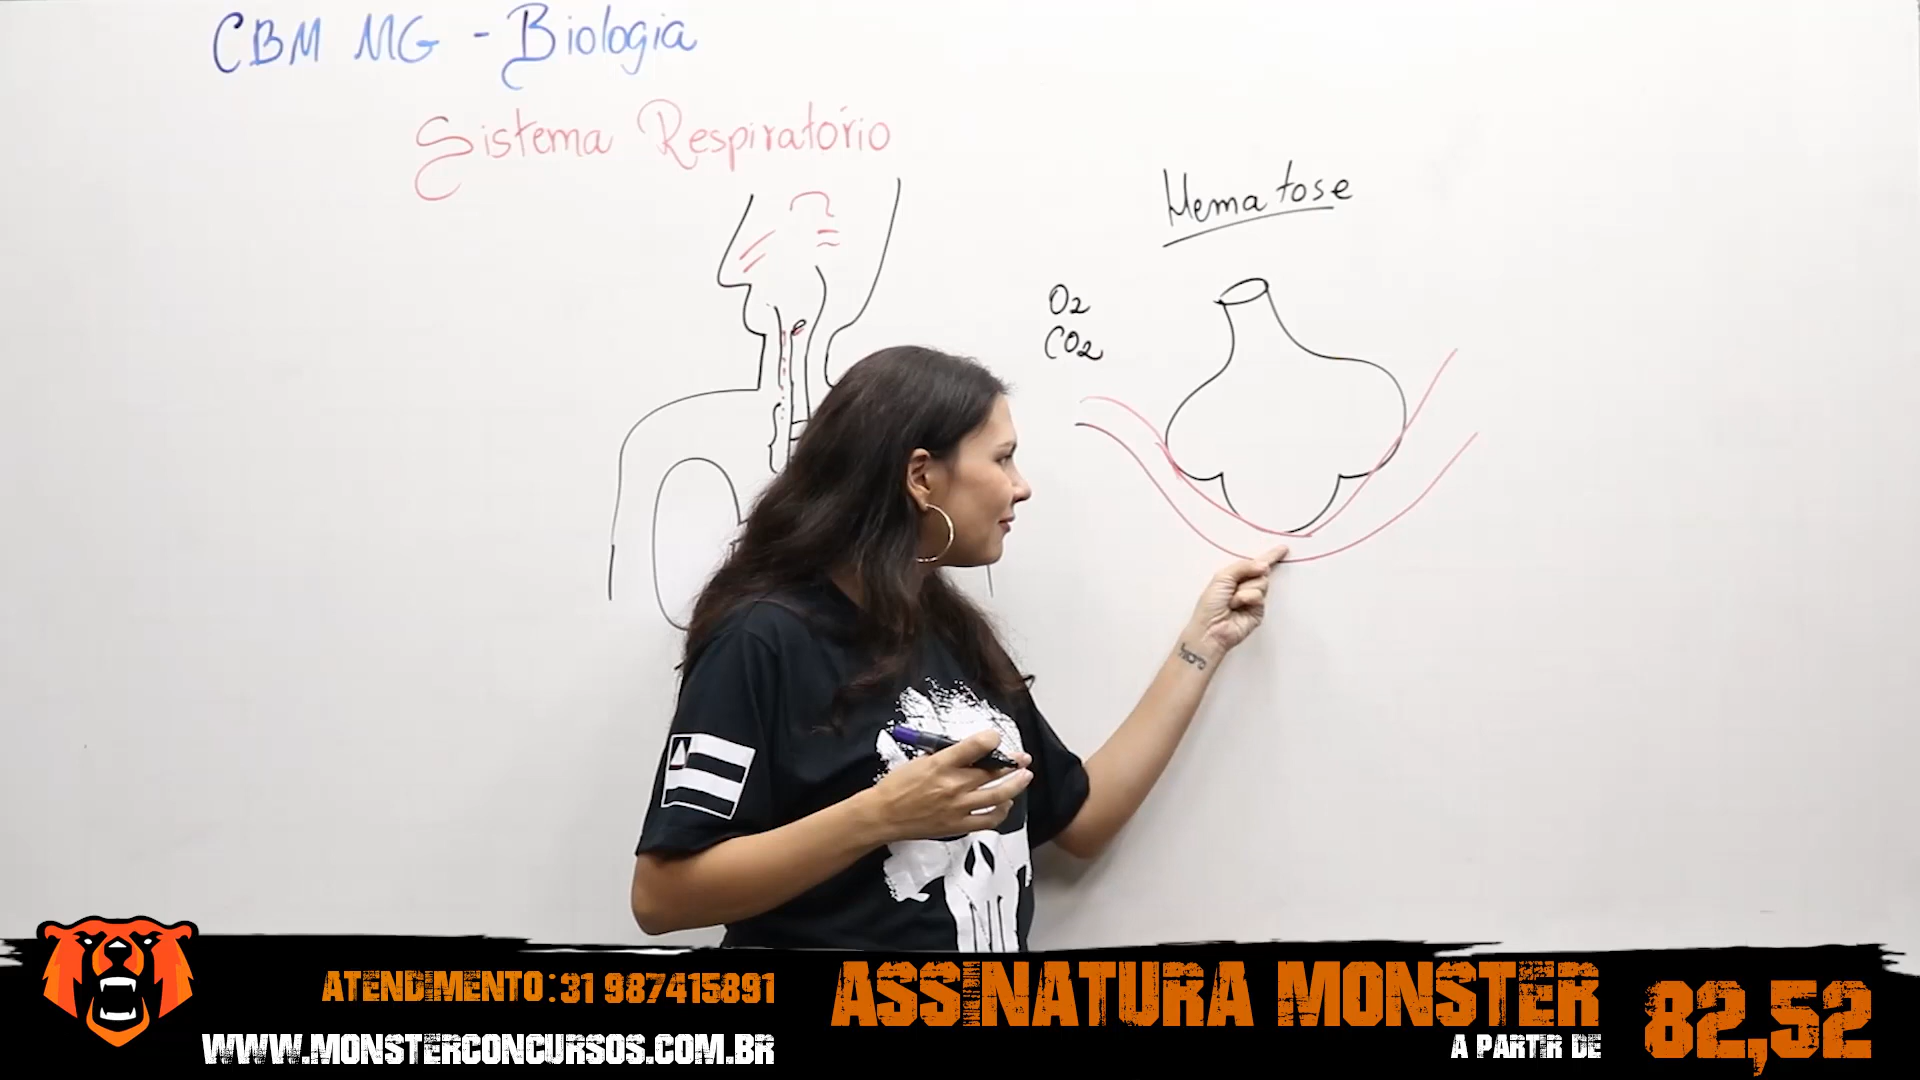 CBM MG - Biologia
Sistema Respiratório
Hematose
O2
CO2
ATENDIMENTO: 31 987415891
WWW.MONSTERCONCURSOS.COM.BR
ASSINATURA MONSTER
A PARTIR DE
82,52